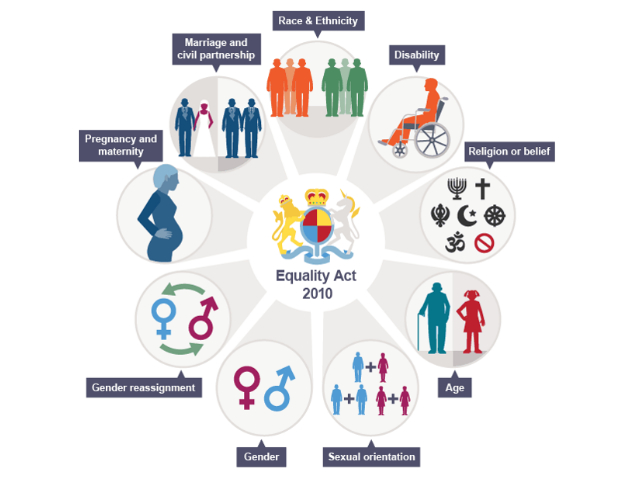 Race & Ethnicity
Marriage and
civil partnership
Disability
Pregnancy and
maternity
Religion or belief
Equality Act
2010
Gender reassignment
Age
Gender
Sexual orientation